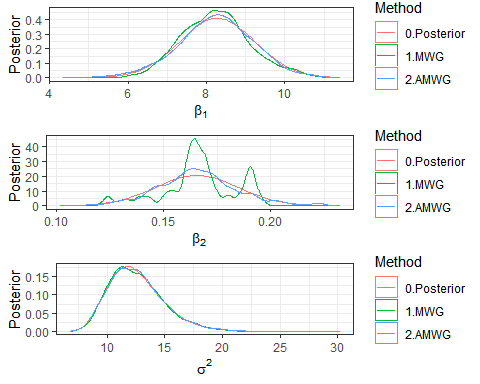 Posterior
0.4
0.3
0.2
0.1
0.0
4 6 8 10
β1
Method
0.Posterior
1.MWG
2.AMWG
Posterior
40
30
20
10
0
0.10 0.15 0.20
β2
Method
0.Posterior
1.MWG
2.AMWG
Posterior
0.15
0.10
0.05
0.00
10 15 20 25 30
σ2
Method
0.Posterior
1.MWG
2.AMWG